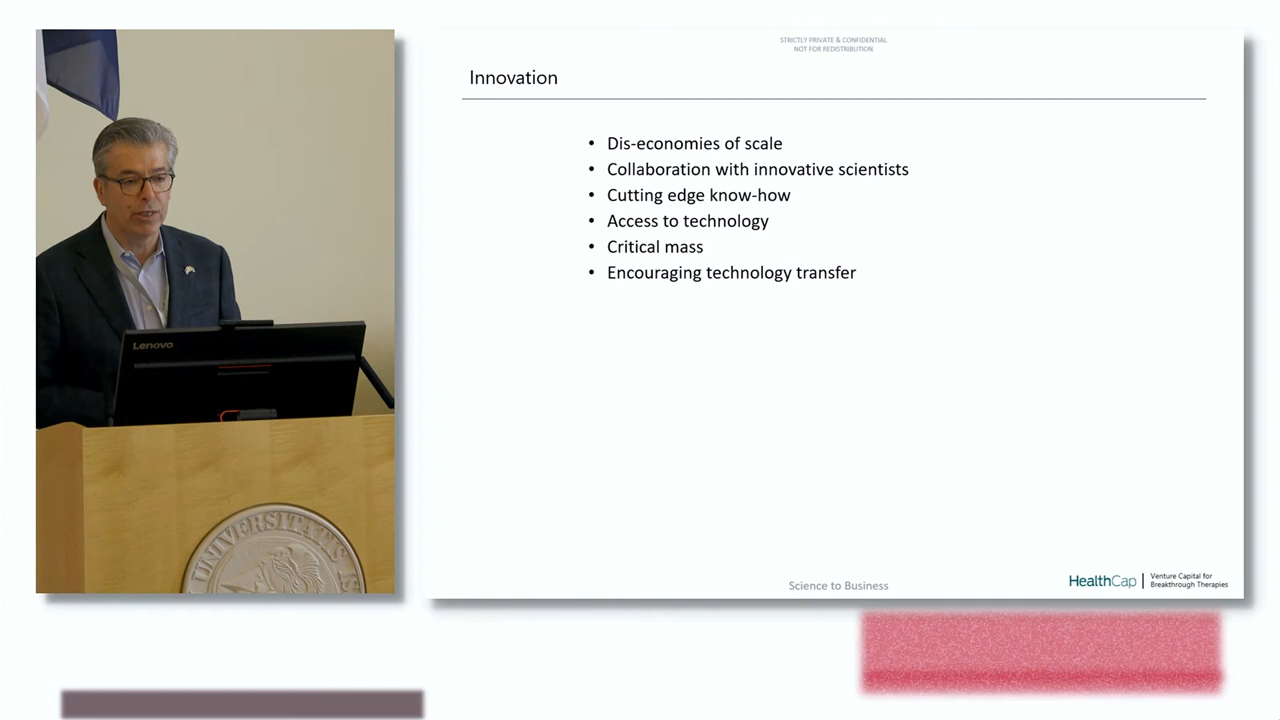 STRICTLY PRIVATE & CONFIDENTIAL
NOT FOR REDISTRIBUTION
Innovation
• Dis-economies of scale
• Collaboration with innovative scientists
• Cutting edge know-how
• Access to technology
• Critical mass
• Encouraging technology transfer
Science to Business
HealthCap
Venture Capital for
Breakthrough Therapies
Lenovo
UNIVERSITATIS